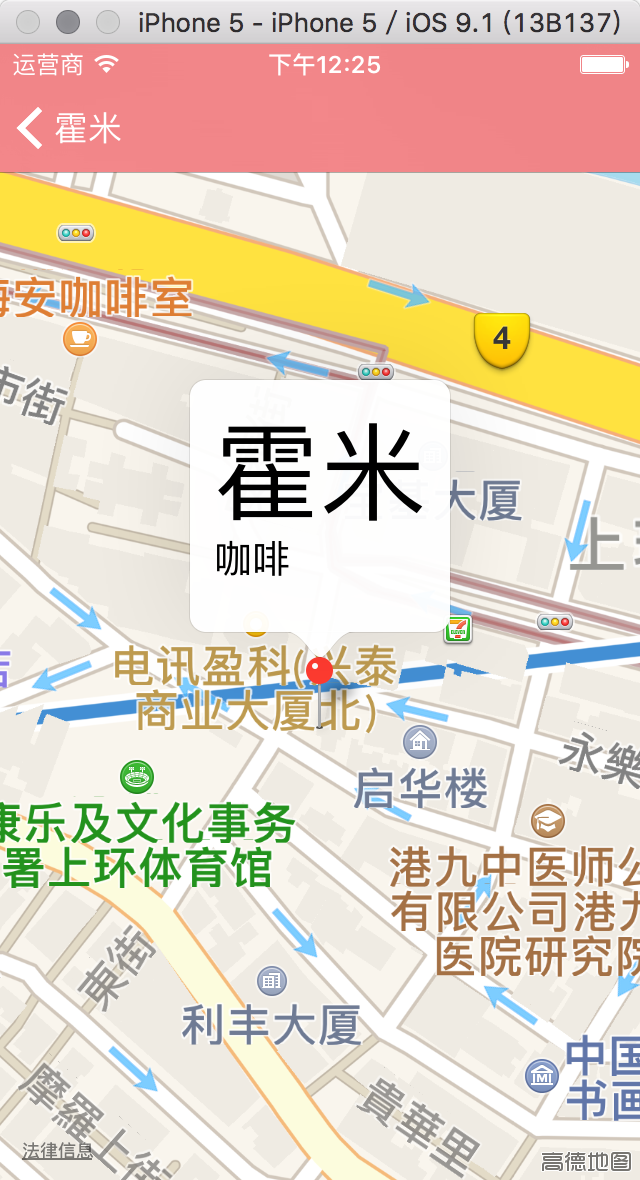 iPhone 5 - iPhone 5 / iOS 9.1 (13B137)
运营商
下午12:25
霍米
海安咖啡室
4
市街
霍米
咖啡
大厦
上环
7
ELEVEN
电讯盈科(兴泰
商业大厦北)
启华楼
永樂
康乐及文化事务
署上环体育馆
港九中医师公
有限公司港九
医院研究院
東街
利丰大厦
中国
书画
摩羅上街
貴華里
法律信息
高德地图